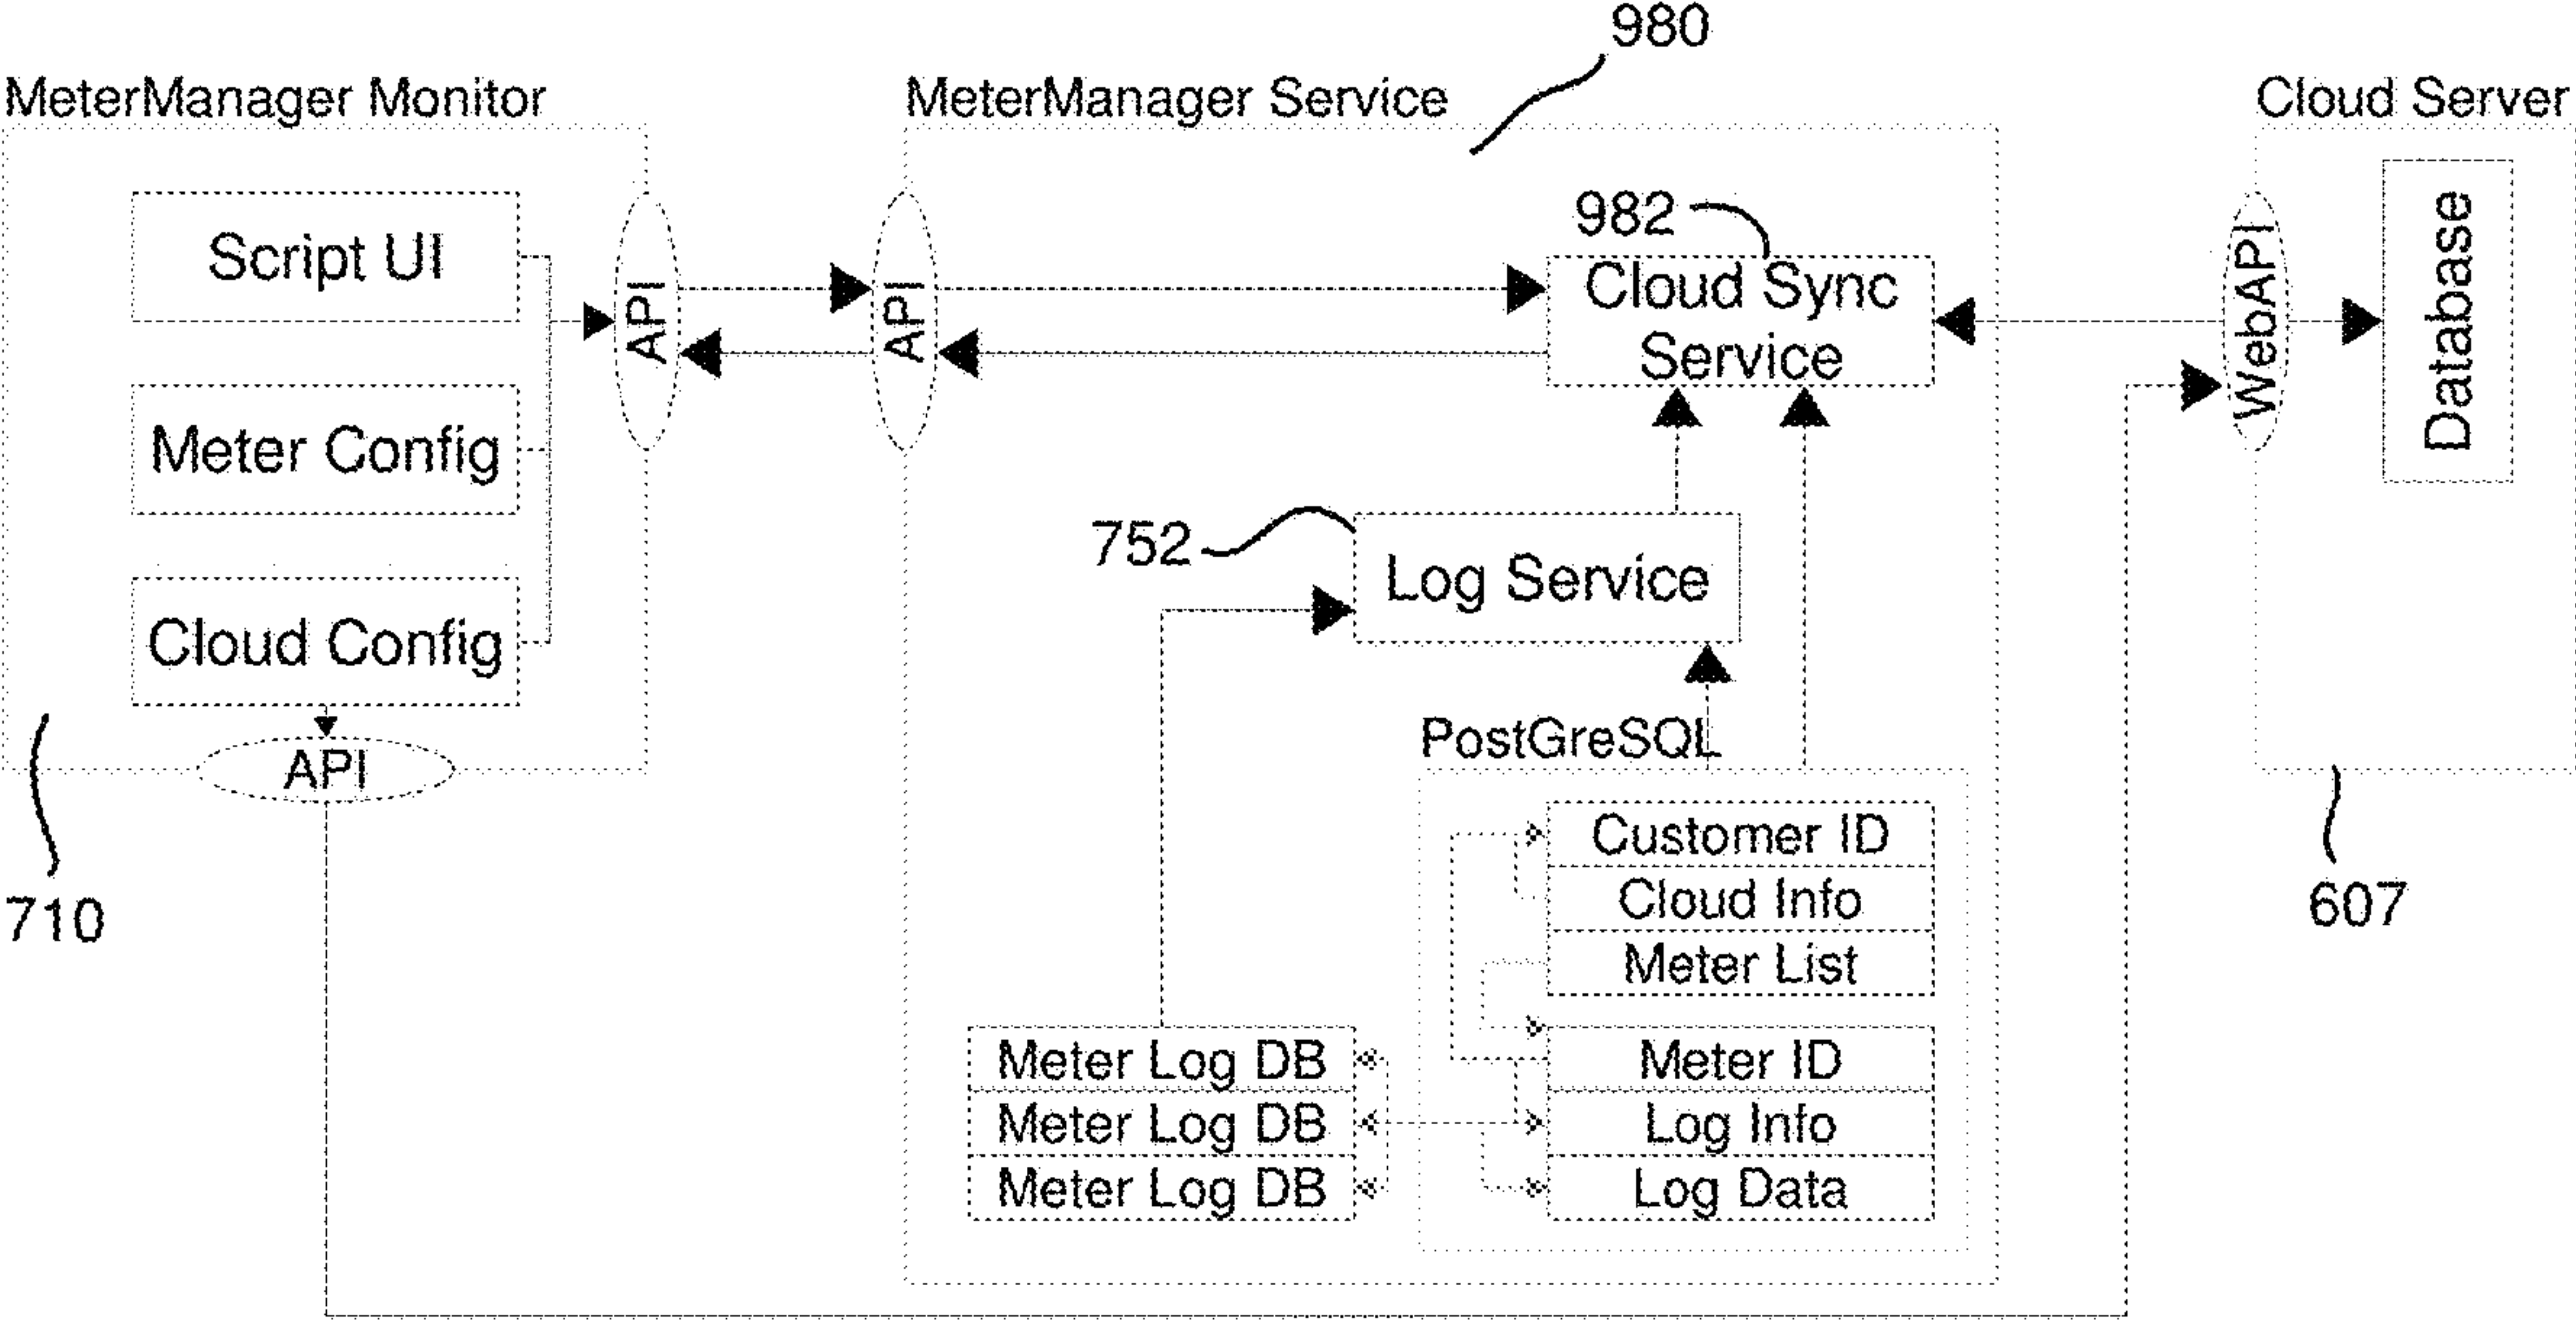 980
MeterManager Monitor
MeterManager Service
Cloud Server
Script UI
Meter Config
Cloud Config
API
API
API
710
982
Cloud Sync
Service
752
Log Service
PostGreSQL
Customer ID
Cloud Info
Meter List
Meter ID
Log Info
Log Data
Meter Log DB
Meter Log DB
Meter Log DB
WebAPI
Database
607